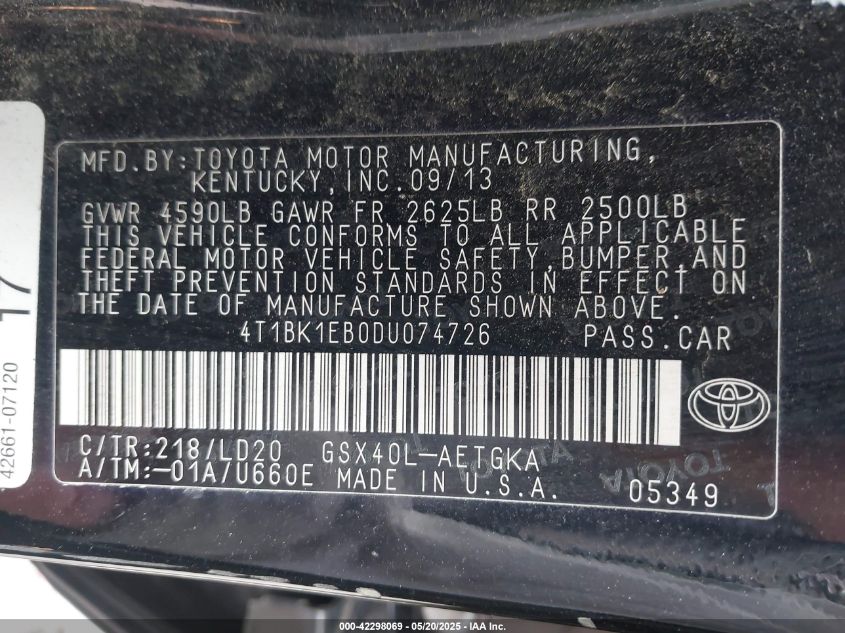 MFD.BY:TOYOTA MOTOR MANUFACTURING,
KENTUCKY,INC.09/13
GVWR 4590LB GAWR FR 2625LB RR 2500LB
THIS VEHICLE CONFORMS TO ALL APPLICABLE
FEDERAL MOTOR VEHICLE SAFETY,BUMPER,AND
THEFT PREVENTION STANDARDS IN EFFECT ON
THE DATE OF MANUFACTURE SHOWN ABOVE.
4T1BK1EB0DU074726 PASS.CAR
C/TR:218/LD20 GSX40L-AETGKA
A/TM:-01A/U660E MADE IN U.S.A. 05349
42661-07120
17
TOYOTA
000-42298069 — 05/20/2025 — IAA Inc.